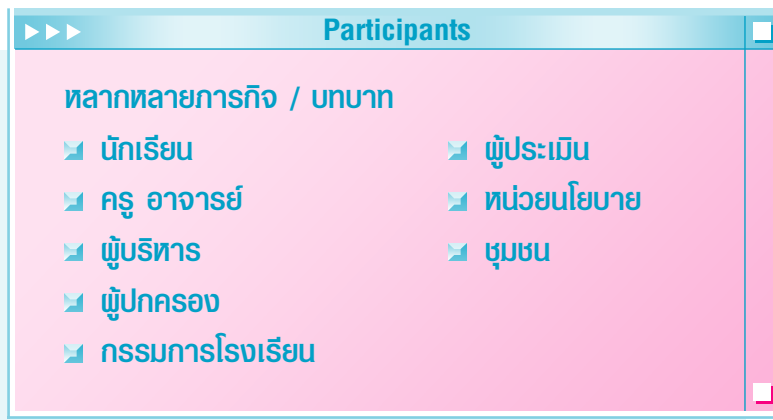 Participants
หลากหลายภารกิจ / บทบาท
นักเรียน
ครู อาจารย์
ผู้บริหาร
ผู้ปกครอง
กรรมการโรงเรียน
ผู้ประเมิน
หน่วยนโยบาย
ชุมชน